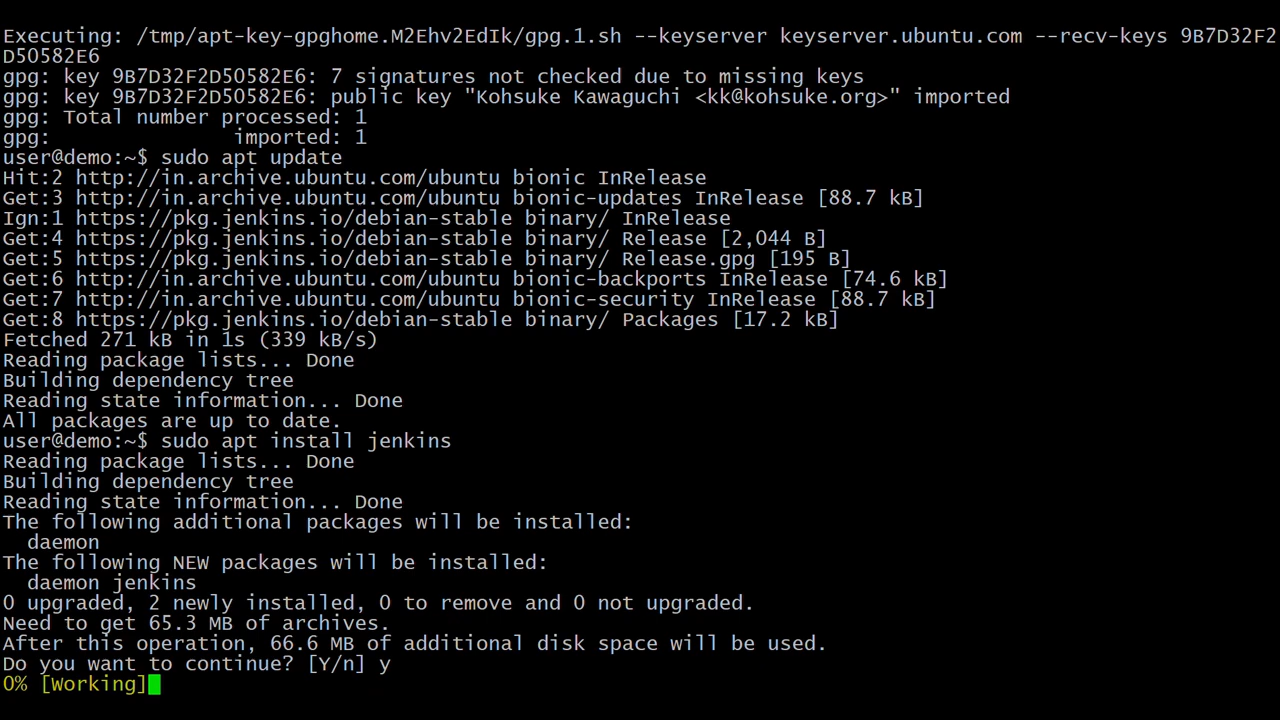 Executing: /tmp/apt-key-gpghome.M2Ehv2EdIk/gpg.1.sh --keyserver keyserver.ubuntu.com --recv-keys 9B7D32F2
D50582E6
gpg: key 9B7D32F2D50582E6: 7 signatures not checked due to missing keys
gpg: key 9B7D32F2D50582E6: public key "Kohsuke Kawaguchi <kk@kohsuke.org>" imported
gpg: Total number processed: 1
gpg:               imported: 1
user@demo:~$ sudo apt update
Hit:2 http://in.archive.ubuntu.com/ubuntu bionic InRelease
Get:3 http://in.archive.ubuntu.com/ubuntu bionic-updates InRelease [88.7 kB]
Ign:1 https://pkg.jenkins.io/debian-stable binary/ InRelease
Get:4 https://pkg.jenkins.io/debian-stable binary/ Release [2,044 B]
Get:5 https://pkg.jenkins.io/debian-stable binary/ Release.gpg [195 B]
Get:6 http://in.archive.ubuntu.com/ubuntu bionic-backports InRelease [74.6 kB]
Get:7 http://in.archive.ubuntu.com/ubuntu bionic-security InRelease [88.7 kB]
Get:8 https://pkg.jenkins.io/debian-stable binary/ Packages [17.2 kB]
Fetched 271 kB in 1s (339 kB/s)
Reading package lists... Done
Building dependency tree
Reading state information... Done
All packages are up to date.
user@demo:~$ sudo apt install jenkins
Reading package lists... Done
Building dependency tree
Reading state information... Done
The following additional packages will be installed:
  daemon
The following NEW packages will be installed:
  daemon jenkins
0 upgraded, 2 newly installed, 0 to remove and 0 not upgraded.
Need to get 65.3 MB of archives.
After this operation, 66.6 MB of additional disk space will be used.
Do you want to continue? [Y/n] y
0% [Working]